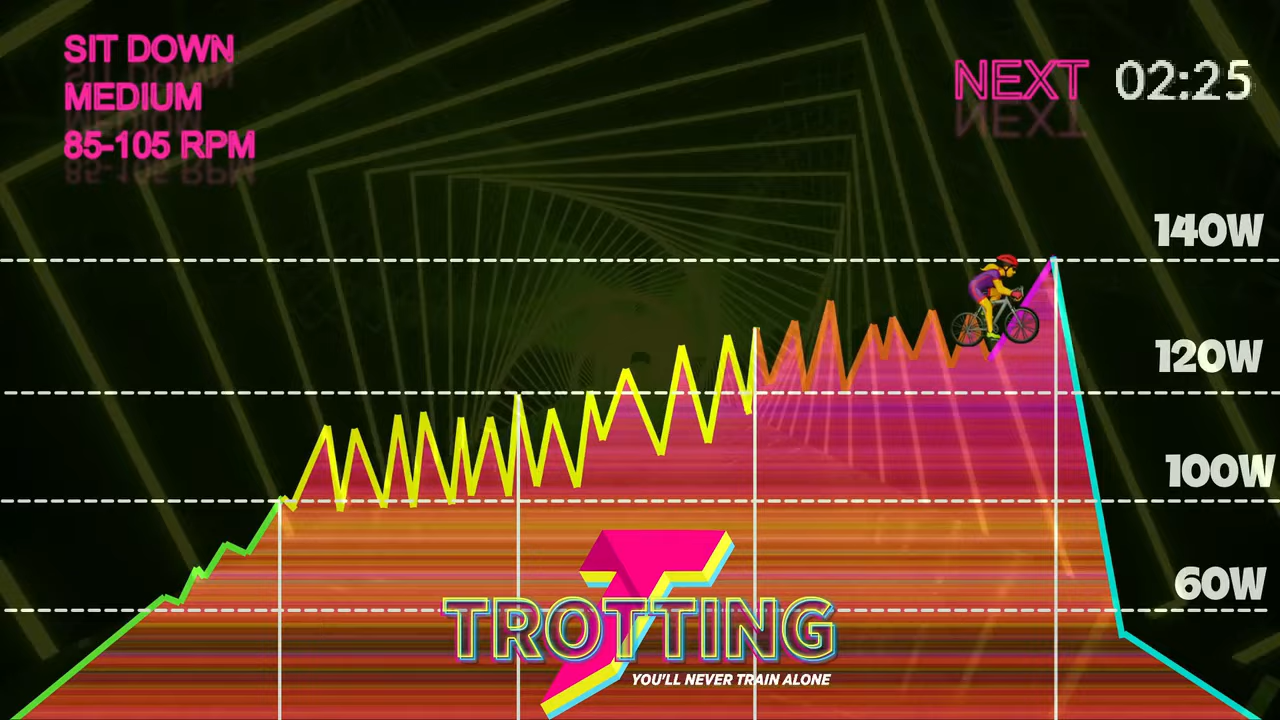 SIT DOWN
MEDIUM
85-105 RPM
NEXT 02:25
140W
120W
100W
60W
TROTTING
YOU'LL NEVER TRAIN ALONE